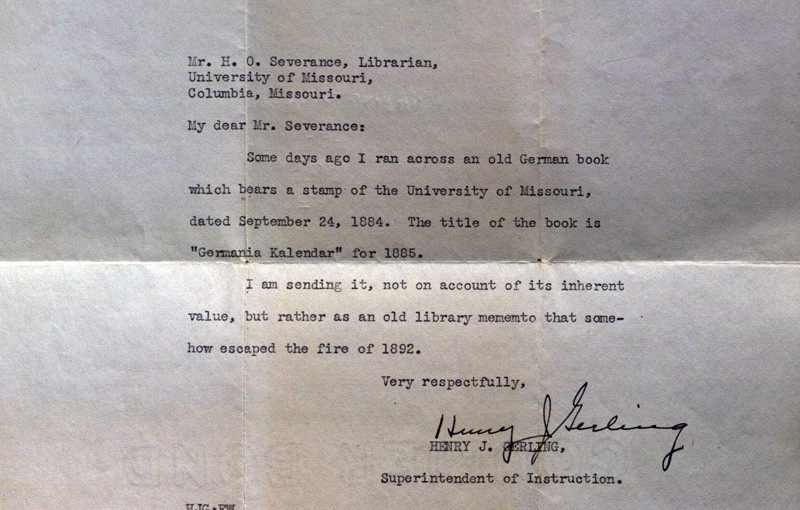 Mr. H. O. Severance, Librarian,
University of Missouri,
Columbia, Missouri.
My dear Mr. Severance:
Some days ago I ran across an old German book
which bears a stamp of the University of Missouri,
dated September 24, 1884. The title of the book is
"Germania Kalendar" for 1885.
I am sending it, not on account of its inherent
value, but rather as an old library mememto that some-
how escaped the fire of 1892.
Very respectfully,
Henry J Gerling
HENRY J. GERLING,
Superintendent of Instruction.
HJG.FW